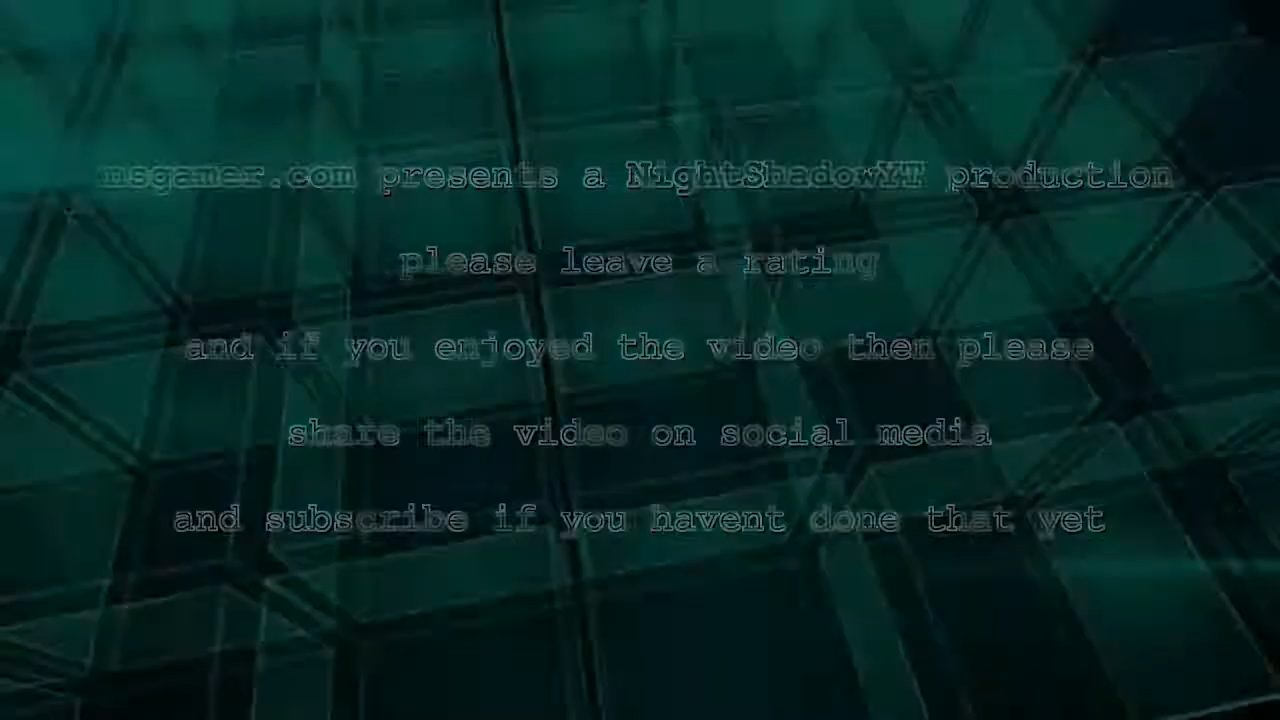 msgamer.com presents a NightShadowYT production
please leave a rating
and if you enjoyed the video then please
share the video on social media
and subscribe if you havent done that yet